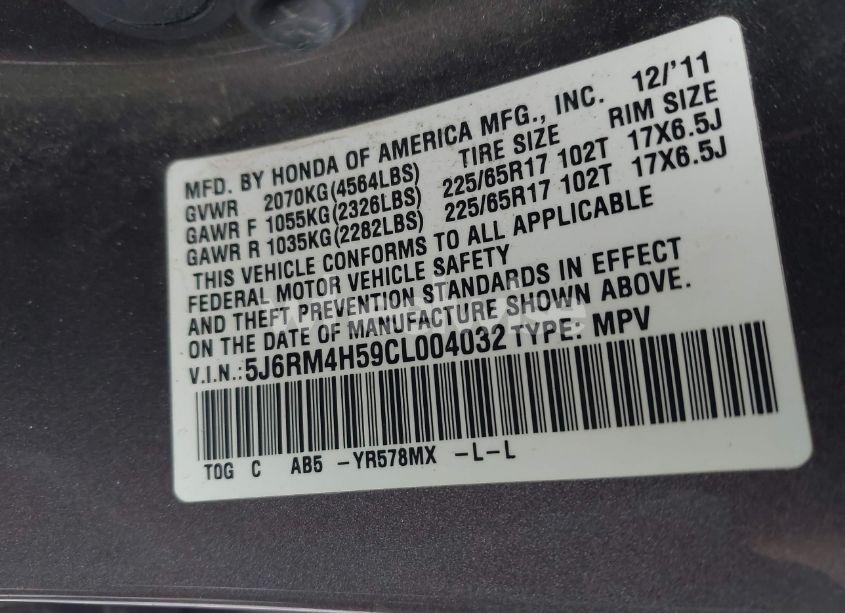 MFD. BY HONDA OF AMERICA MFG., INC. 12/'11
GVWR 2070KG(4564LBS) TIRE SIZE RIM SIZE
GAWR F 1055KG(2326LBS) 225/65R17 102T 17X6.5J
GAWR R 1035KG(2282LBS) 225/65R17 102T 17X6.5J
THIS VEHICLE CONFORMS TO ALL APPLICABLE
FEDERAL MOTOR VEHICLE SAFETY
AND THEFT PREVENTION STANDARDS IN EFFECT
ON THE DATE OF MANUFACTURE SHOWN ABOVE.
V.I.N.:5J6RM4H59CL004032 TYPE: MPV
TOG C AB5 -YR578MX -L-L